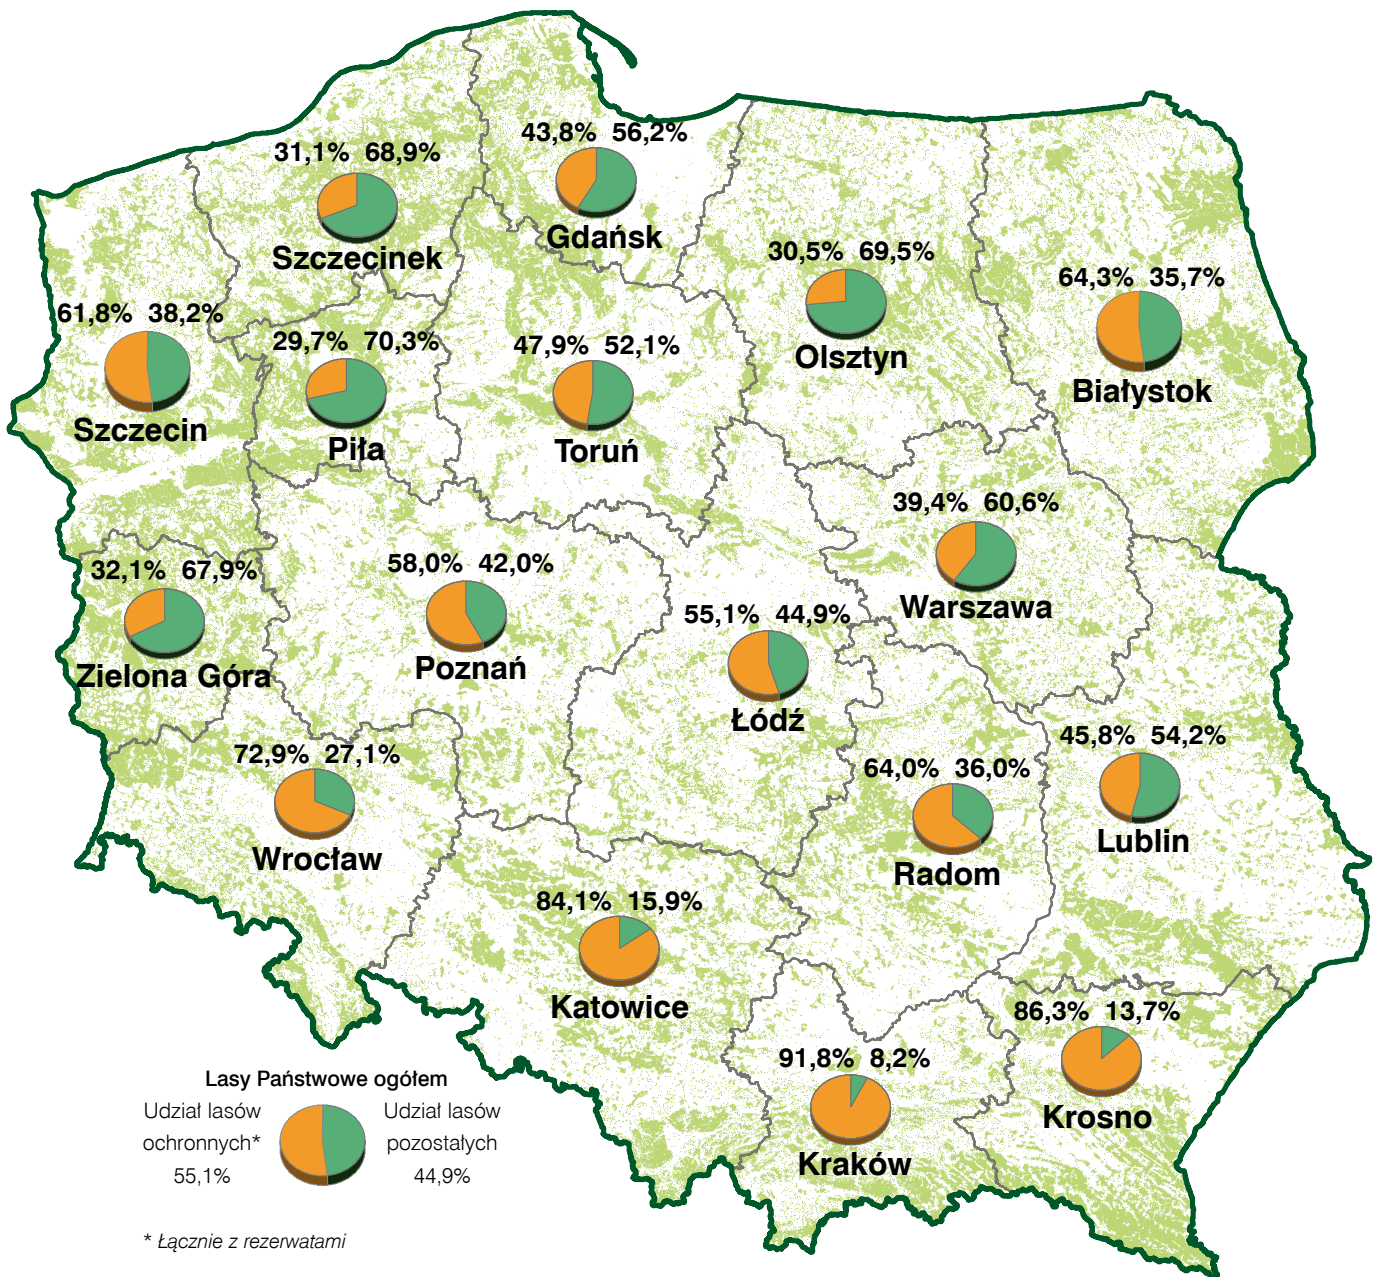 43,8% 56,2%
Gdańsk
31,1% 68,9%
Szczecinek
30,5% 69,5%
Olsztyn
64,3% 35,7%
Białystok
61,8% 38,2%
Szczecin
29,7% 70,3%
Piła
47,9% 52,1%
Toruń
39,4% 60,6%
Warszawa
32,1% 67,9%
Zielona Góra
58,0% 42,0%
Poznań
55,1% 44,9%
Łódź
72,9% 27,1%
Wrocław
64,0% 36,0%
Radom
45,8% 54,2%
Lublin
84,1% 15,9%
Katowice
86,3% 13,7%
Krosno
91,8% 8,2%
Kraków
Lasy Państwowe ogółem
Udział lasów
ochronnych*
55,1%
Udział lasów
pozostałych
44,9%
* Łącznie z rezerwatami